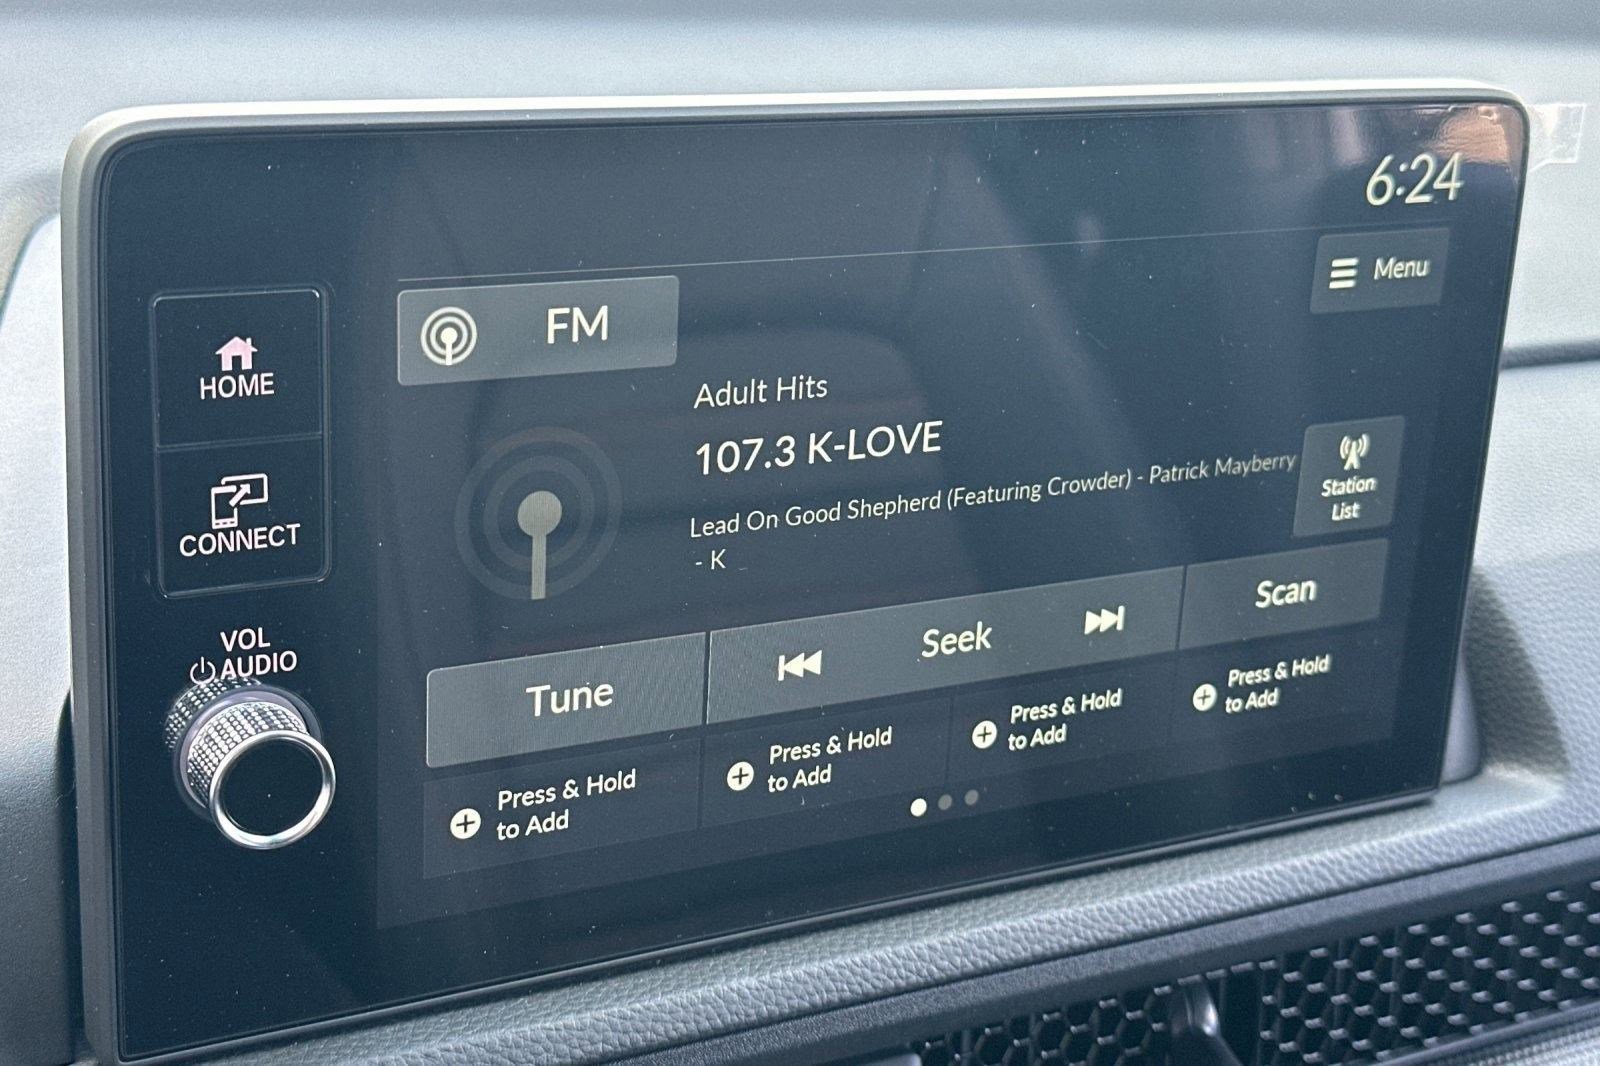 6:24
Menu
FM
HOME
Adult Hits
107.3 K-LOVE
Lead On Good Shepherd (Featuring Crowder) - Patrick Mayberry
- K
Station
List
CONNECT
VOL
AUDIO
Tune
Seek
Scan
Press & Hold
to Add
Press & Hold
to Add
Press & Hold
to Add
Press & Hold
to Add